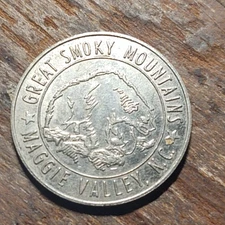 ★ GREAT SMOKY MOUNTAINS ★
MAGGIE VALLEY, N.C.